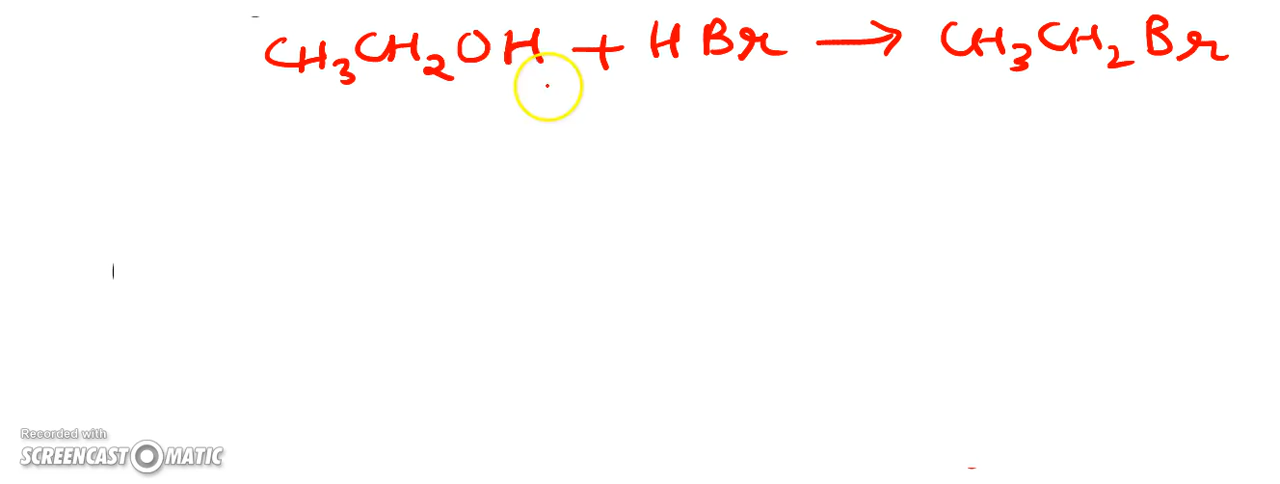 CH₃CH₂OH + HBr → CH₃CH₂Br
Recorded with
SCREENCAST MATIC